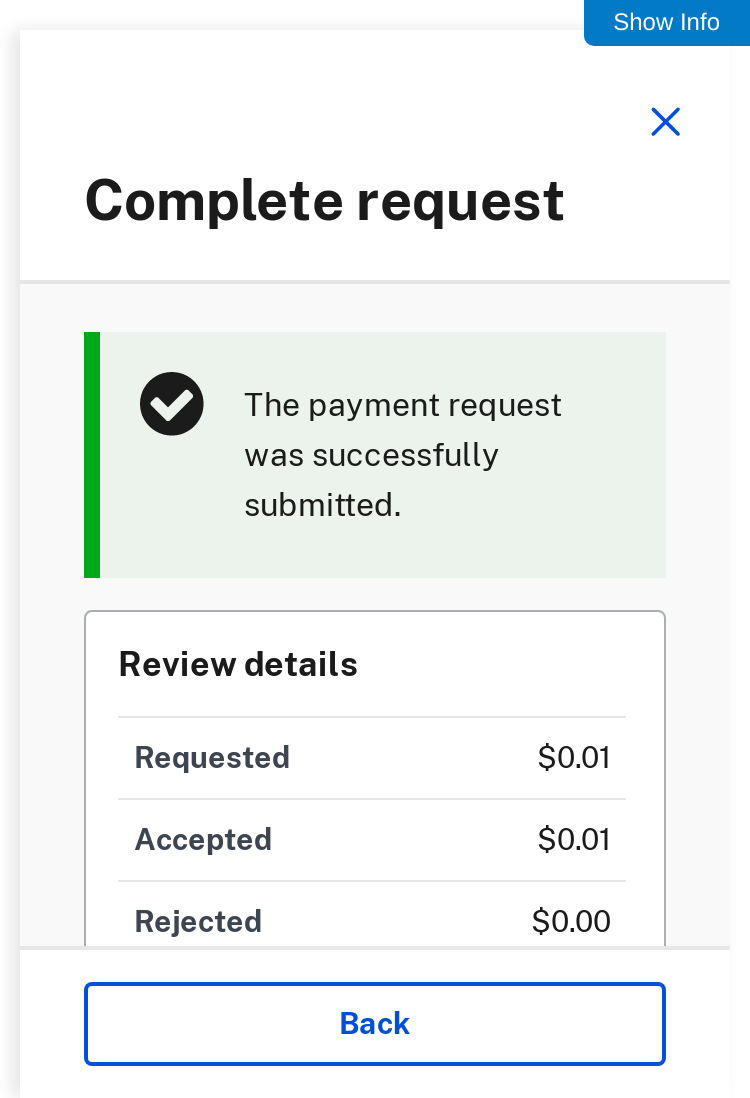 Show Info
Complete request
The payment request
was successfully
submitted.
Review details
Requested $0.01
Accepted $0.01
Rejected $0.00
Back